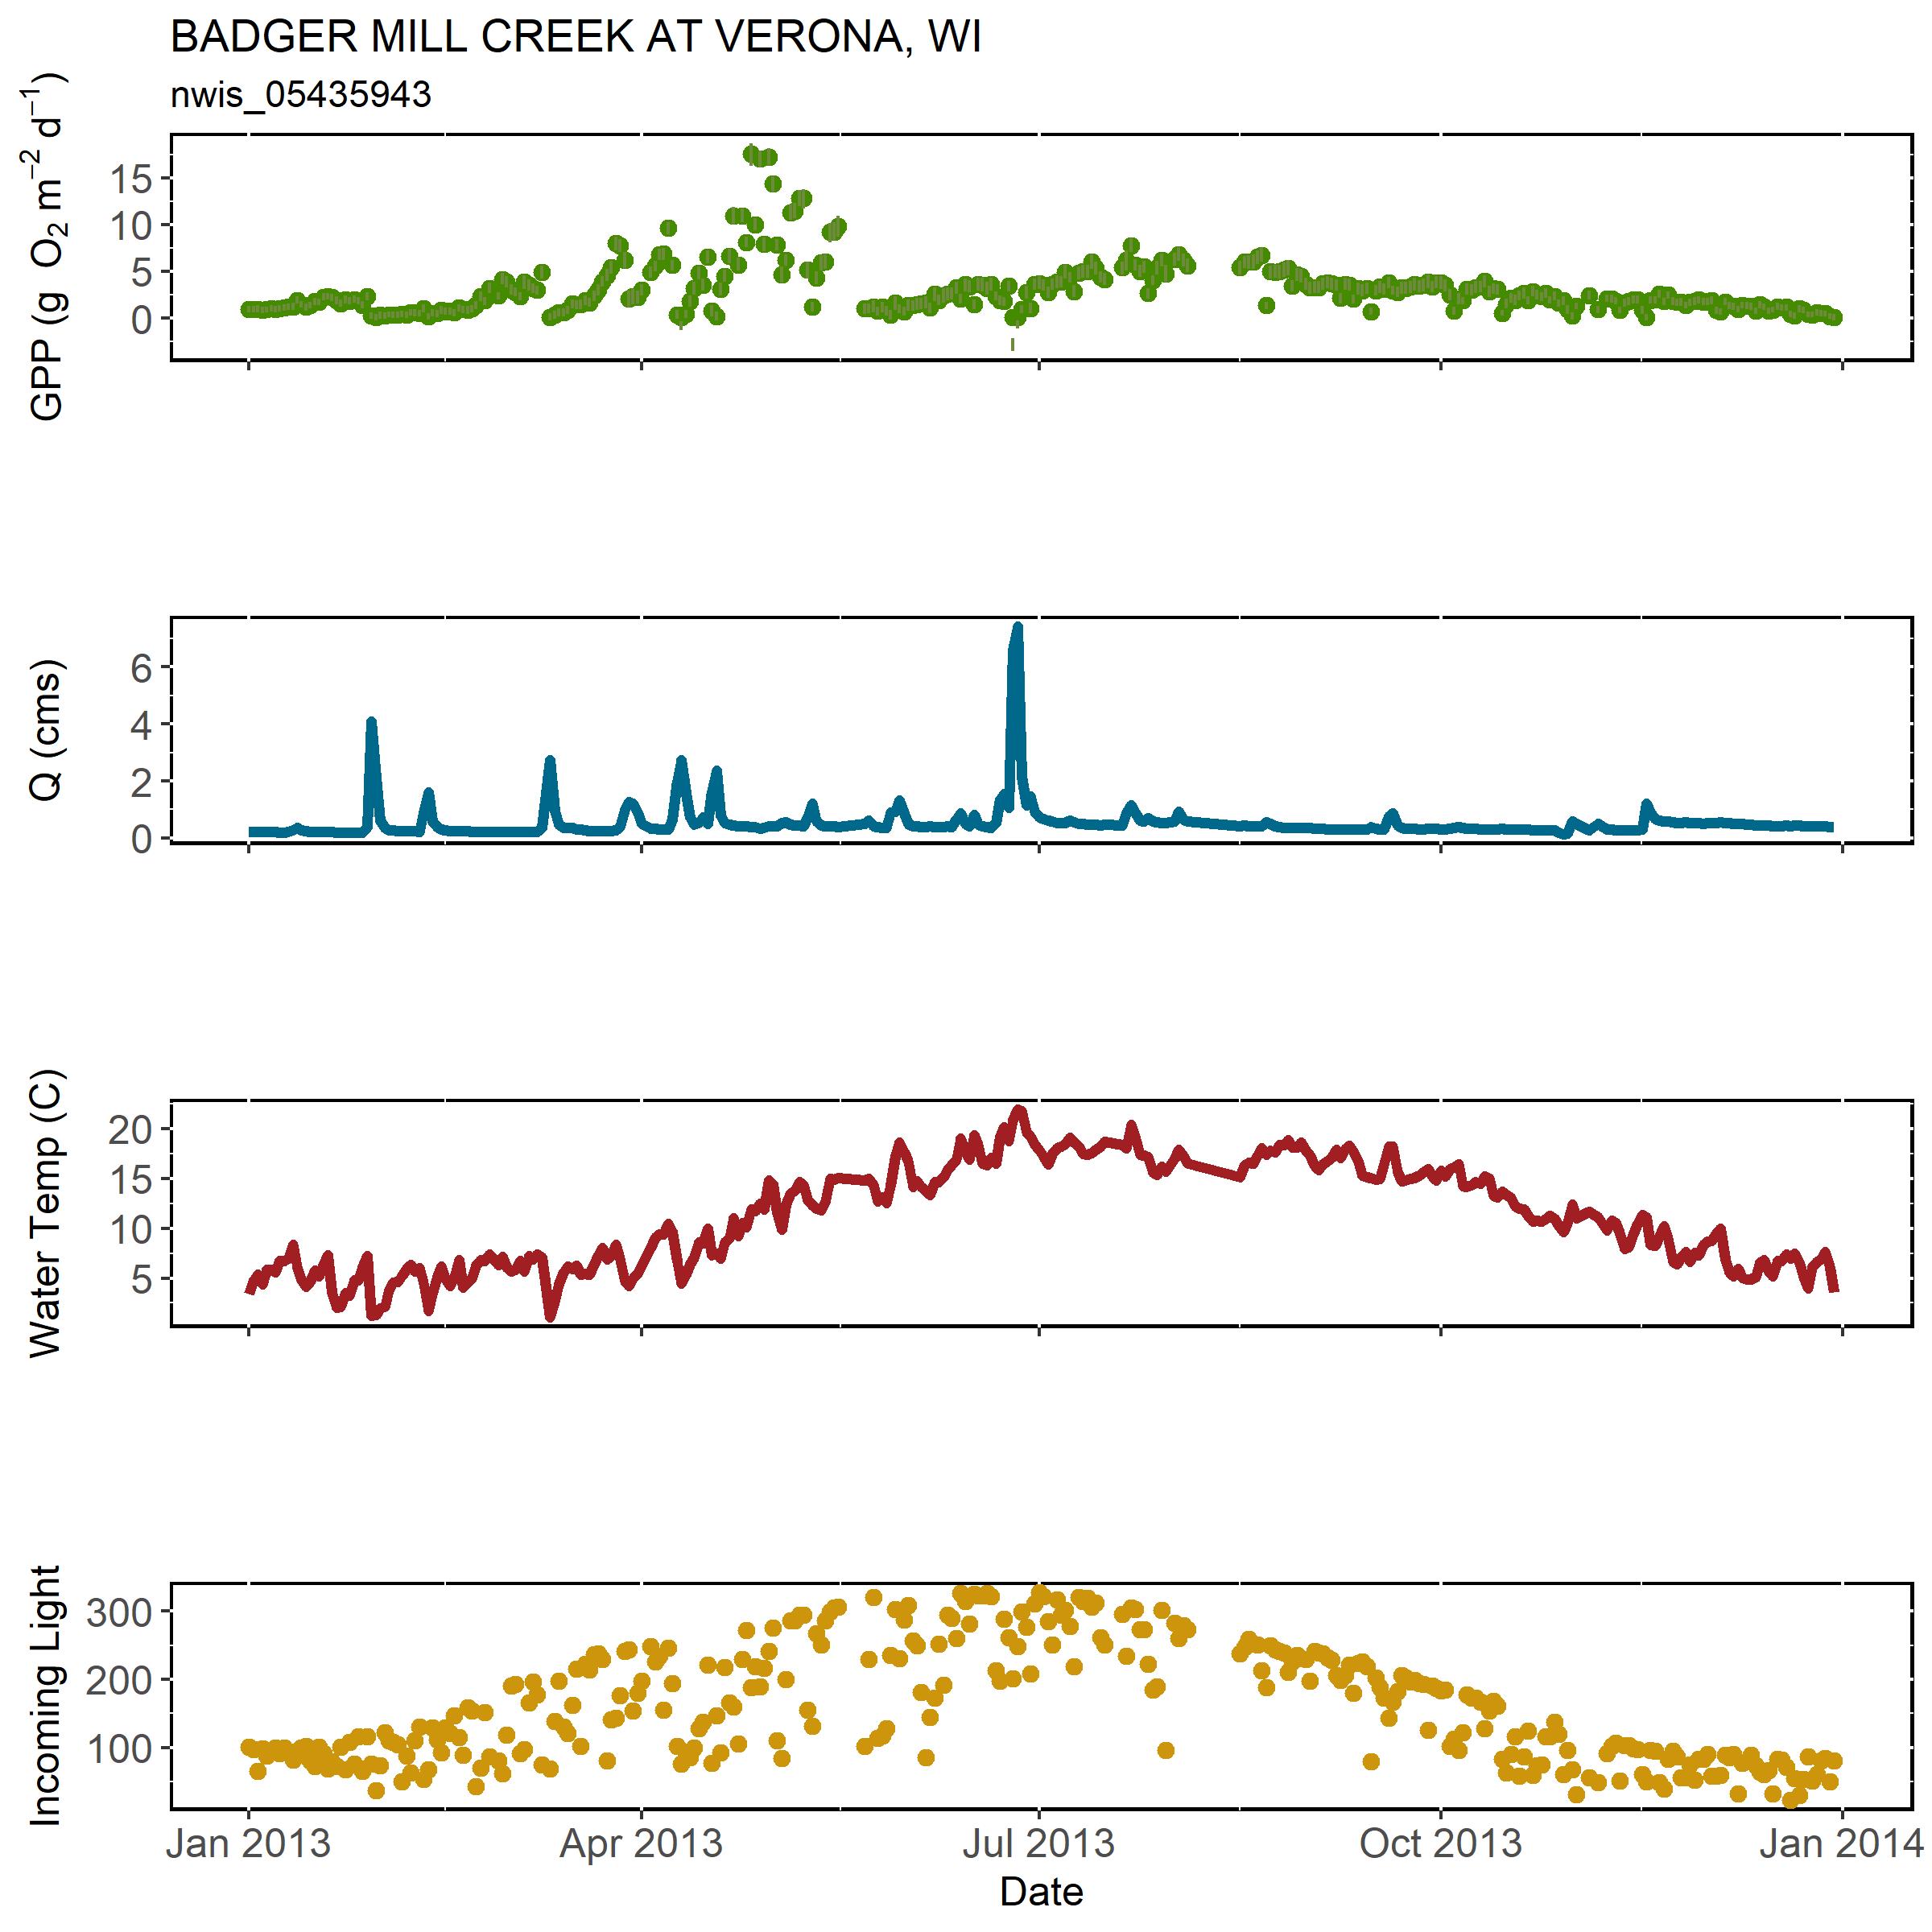 BADGER MILL CREEK AT VERONA, WI
nwis_05435943
GPP (g O₂ m⁻² d⁻¹)
15
10
5
0
Q (cms)
6
4
2
0
Water Temp (C)
20
15
10
5
Incoming Light
300
200
100
Jan 2013 Apr 2013 Jul 2013 Oct 2013 Jan 2014
Date